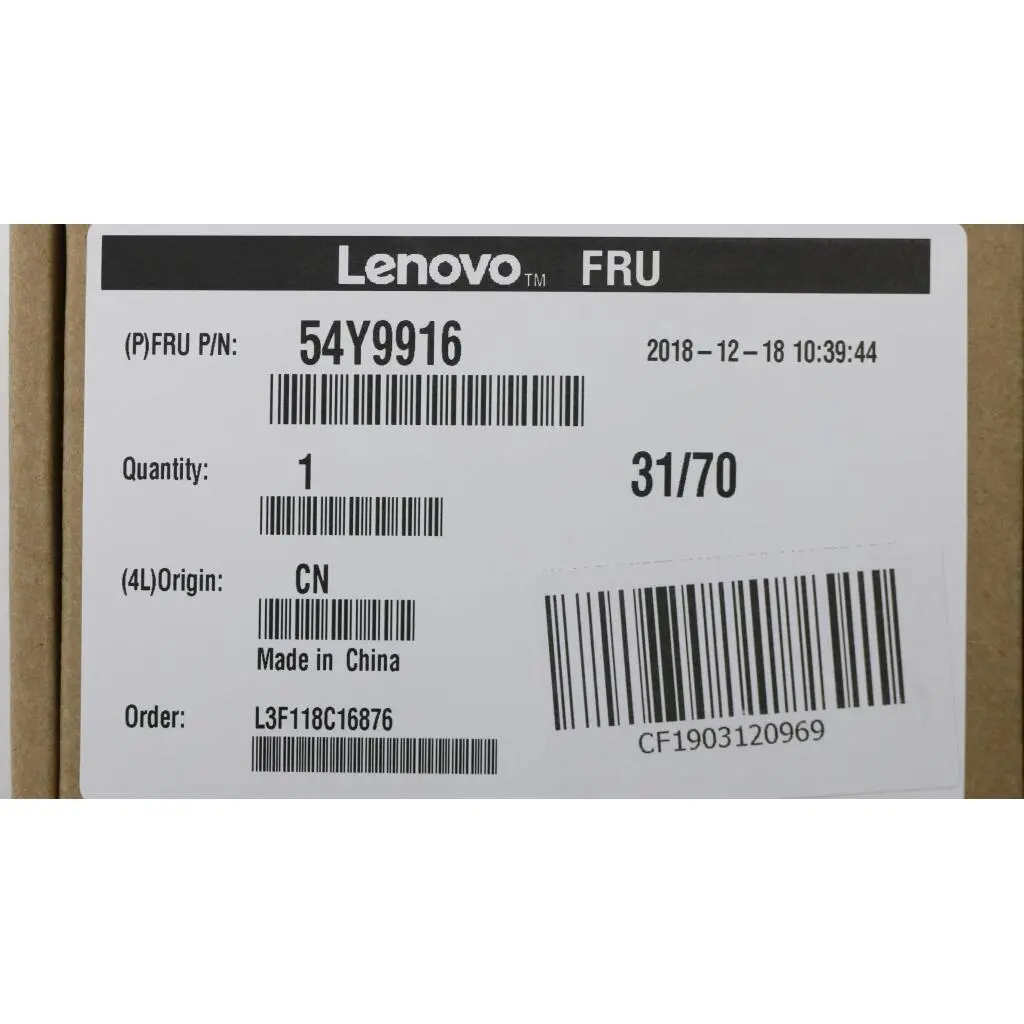 Lenovo™ FRU
(P)FRU P/N: 54Y9916 2018-12-18 10:39:44
Quantity: 1 31/70
(4L)Origin: CN
Made in China
Order: L3F118C16876
CF1903120969